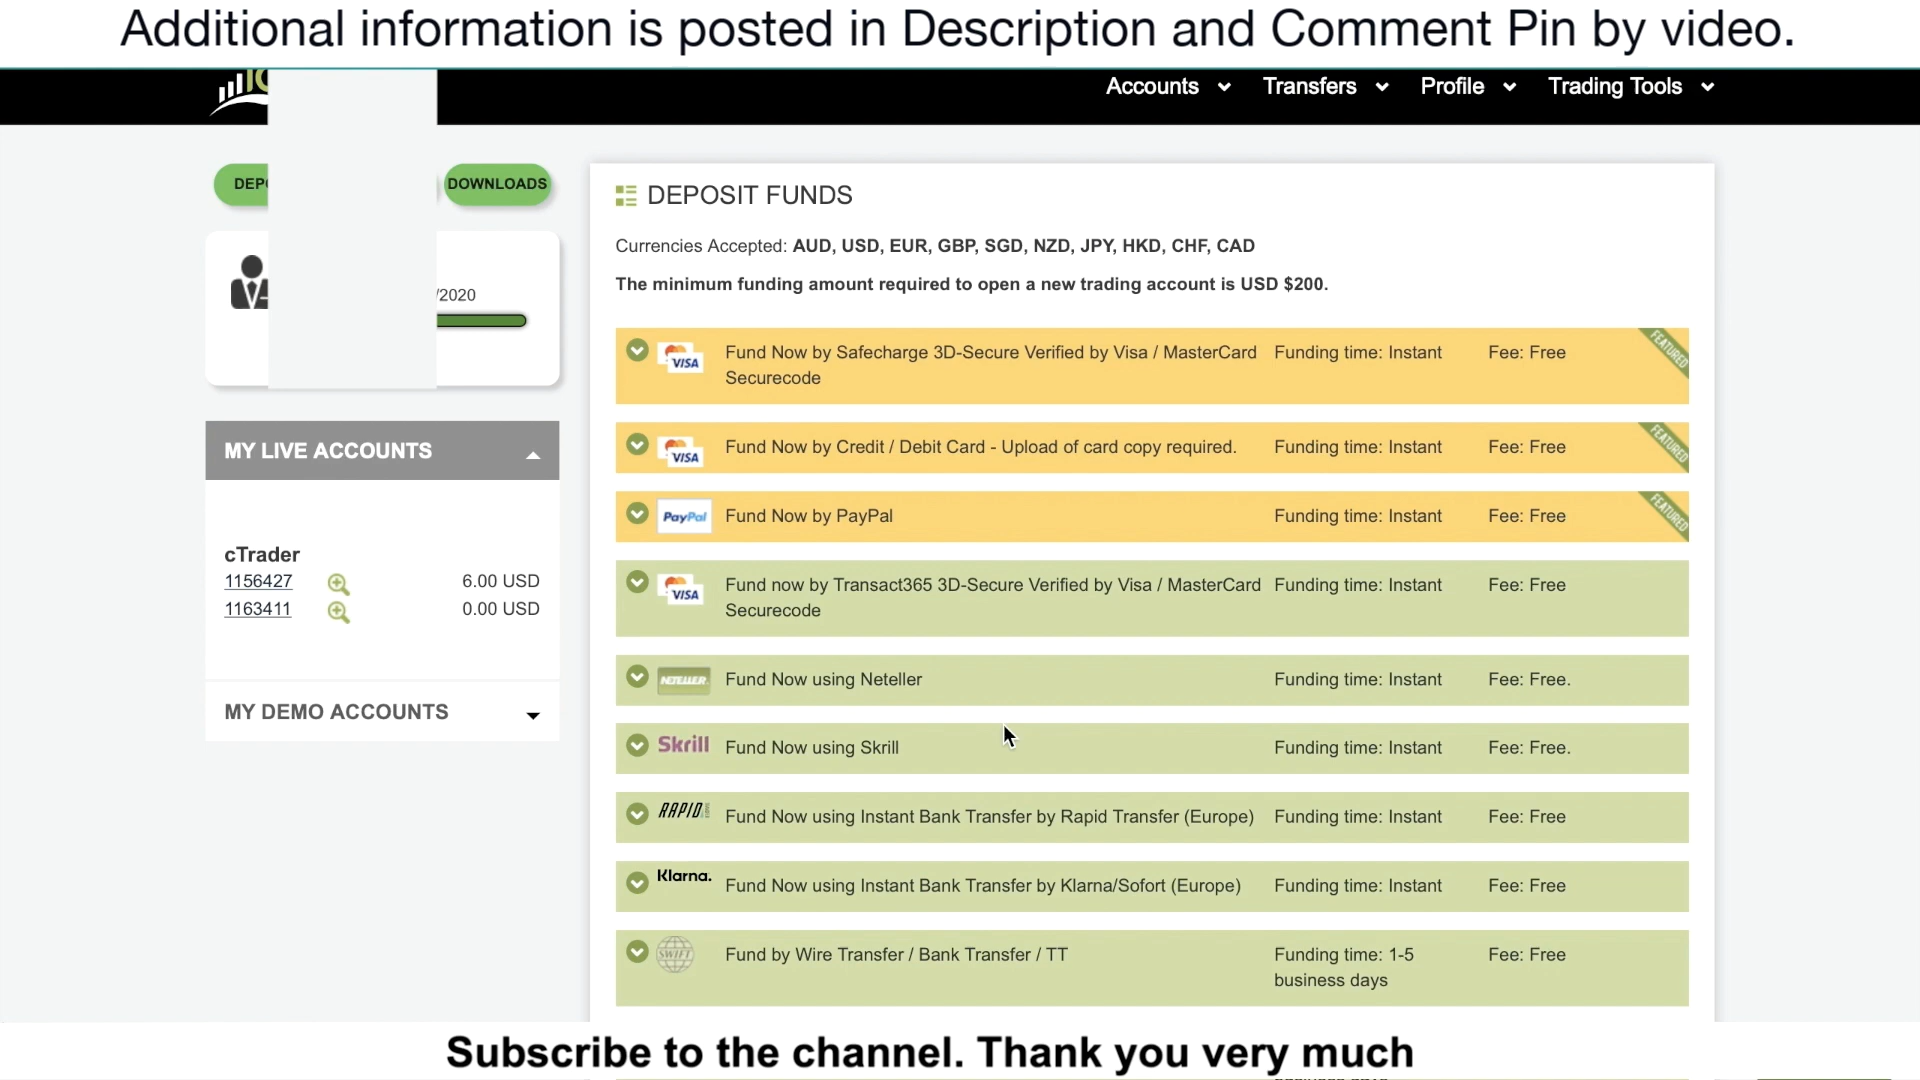 Additional information is posted in Description and Comment Pin by video.
Accounts Transfers Profile Trading Tools
DOWNLOADS
/2020
MY LIVE ACCOUNTS
cTrader
1156427 6.00 USD
1163411 0.00 USD
MY DEMO ACCOUNTS
DEPOSIT FUNDS
Currencies Accepted: AUD, USD, EUR, GBP, SGD, NZD, JPY, HKD, CHF, CAD
The minimum funding amount required to open a new trading account is USD $200.
VISA Fund Now by Safecharge 3D-Secure Verified by Visa / MasterCard Funding time: Instant Fee: Free FEATURED
Securecode
VISA Fund Now by Credit / Debit Card - Upload of card copy required. Funding time: Instant Fee: Free FEATURED
PayPal Fund Now by PayPal Funding time: Instant Fee: Free FEATURED
VISA Fund now by Transact365 3D-Secure Verified by Visa / MasterCard Funding time: Instant Fee: Free
Securecode
NETELLER Fund Now using Neteller Funding time: Instant Fee: Free.
Skrill Fund Now using Skrill Funding time: Instant Fee: Free.
RAPID Fund Now using Instant Bank Transfer by Rapid Transfer (Europe) Funding time: Instant Fee: Free
Klarna. Fund Now using Instant Bank Transfer by Klarna/Sofort (Europe) Funding time: Instant Fee: Free
SWIFT Fund by Wire Transfer / Bank Transfer / TT Funding time: 1-5 Fee: Free
business days
Subscribe to the channel. Thank you very much